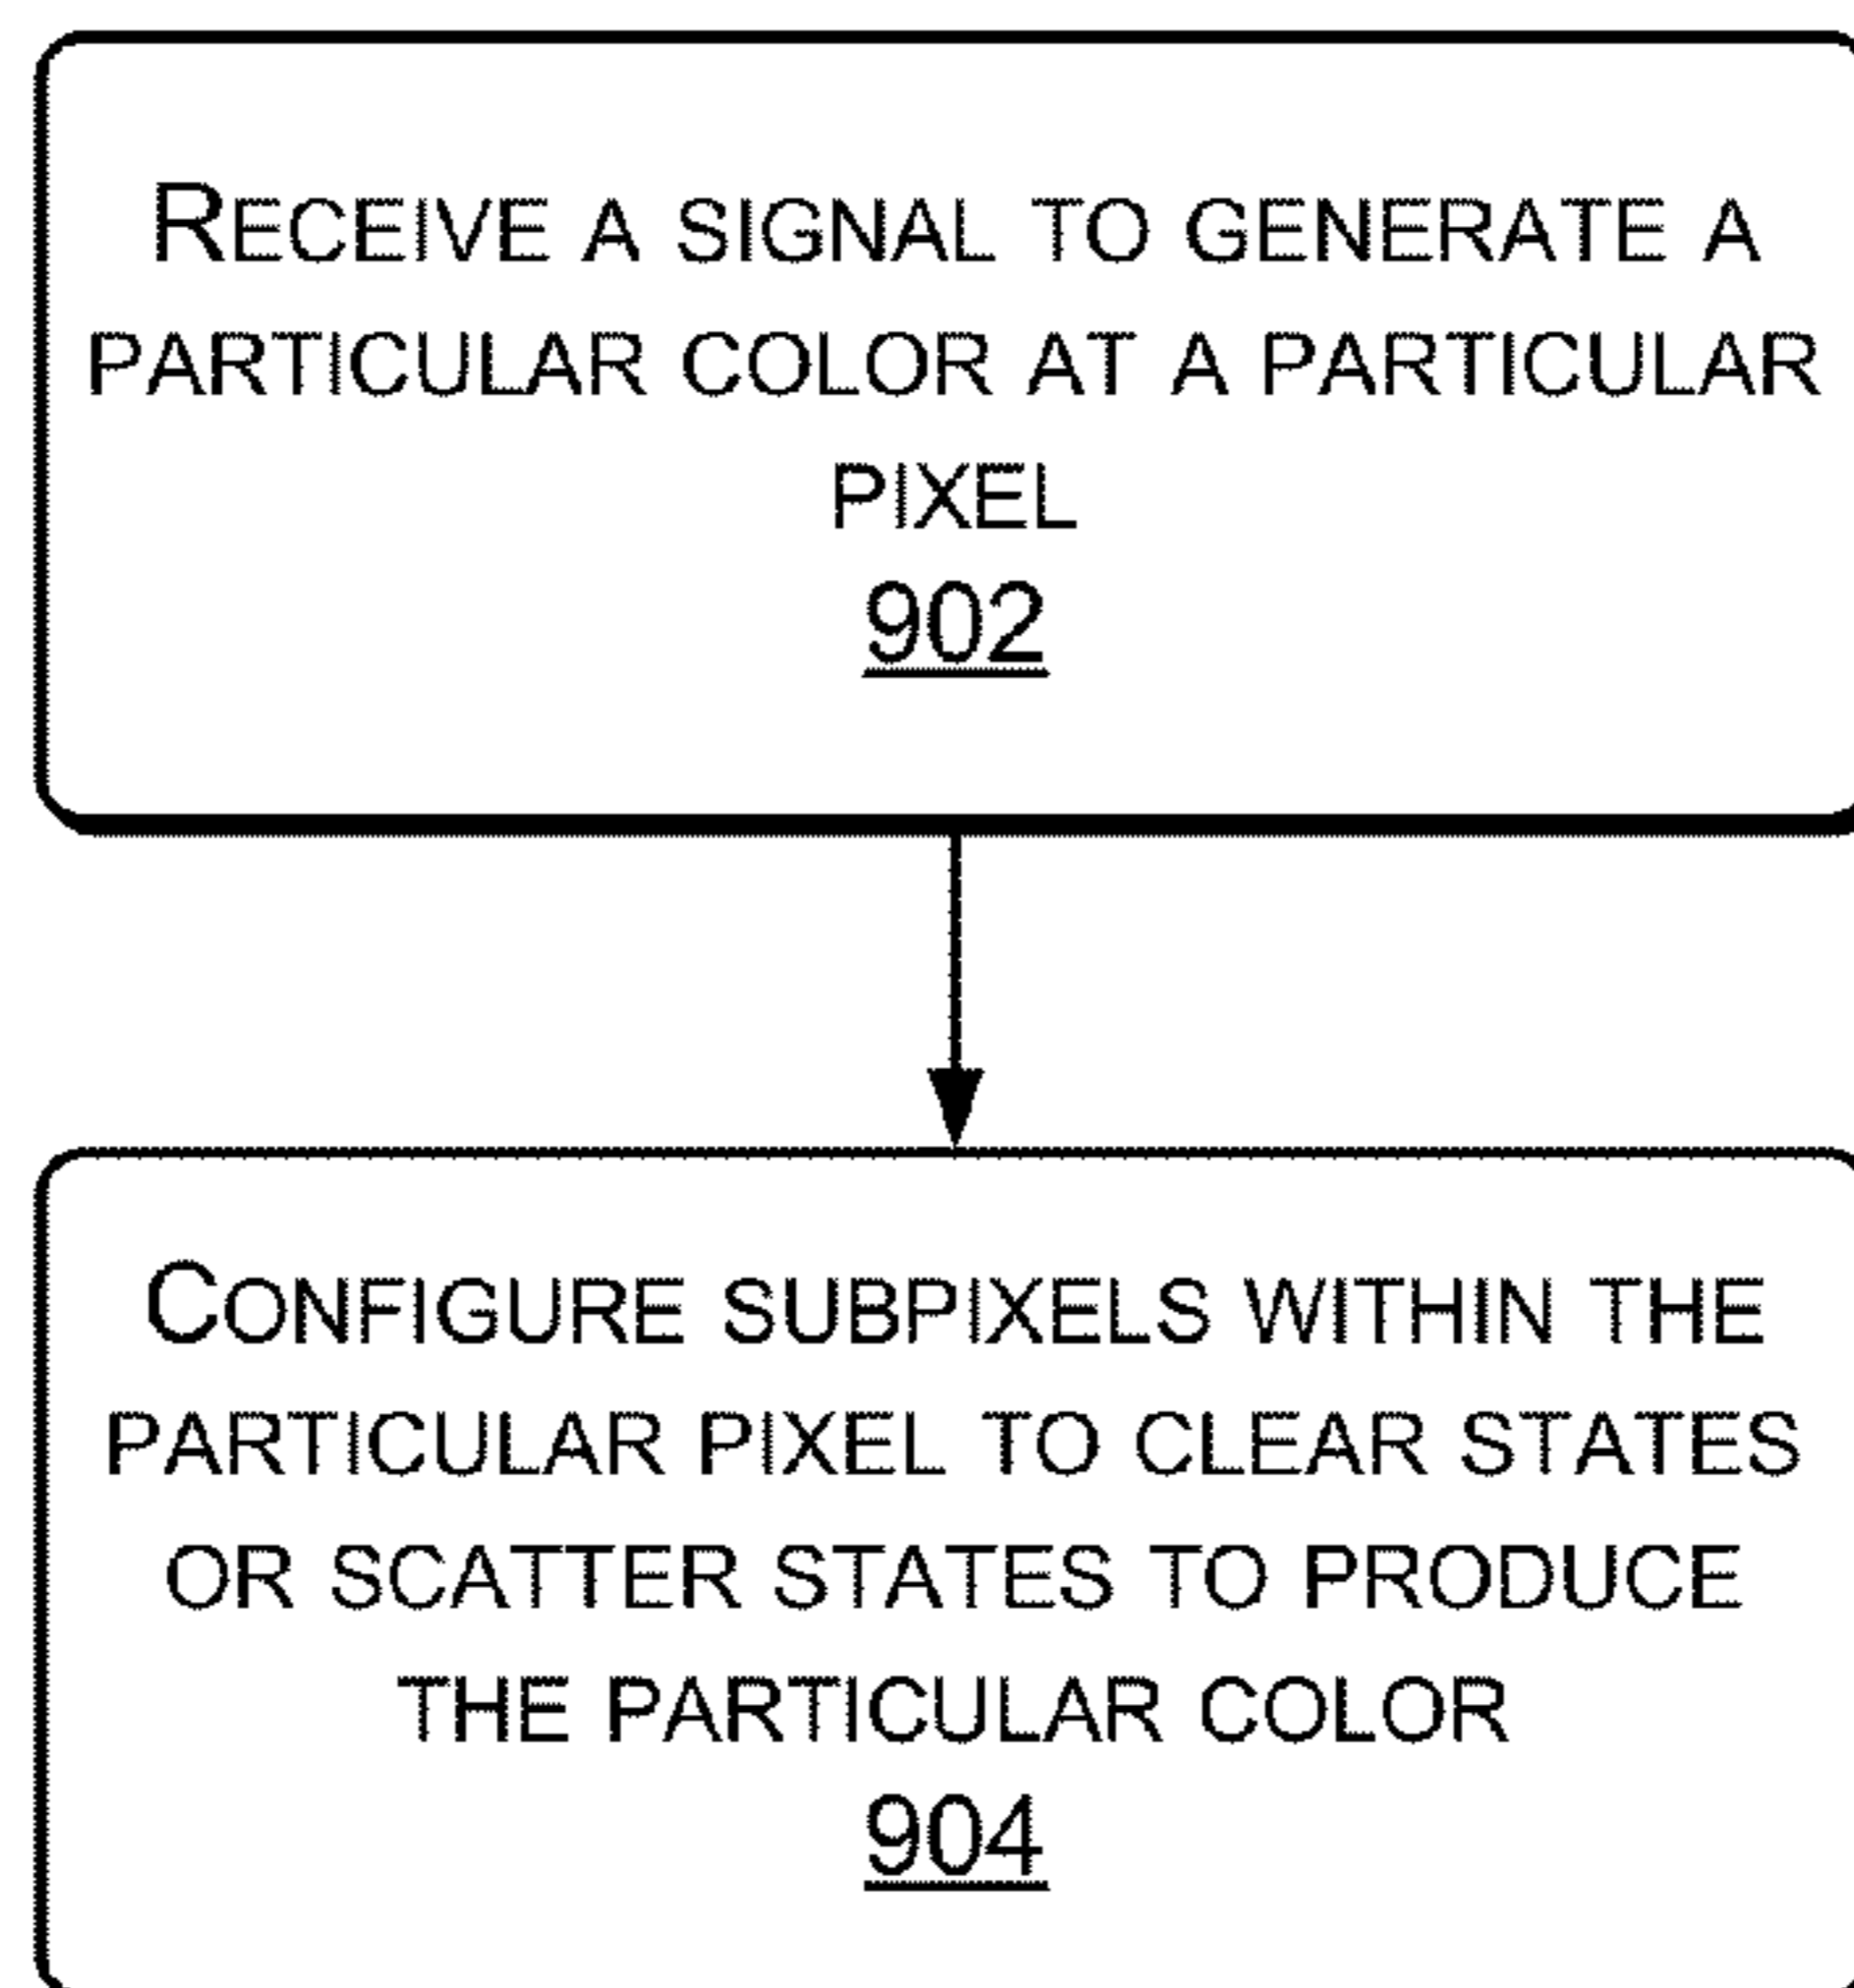 RECEIVE A SIGNAL TO GENERATE A
PARTICULAR COLOR AT A PARTICULAR
PIXEL
902
CONFIGURE SUBPIXELS WITHIN THE
PARTICULAR PIXEL TO CLEAR STATES
OR SCATTER STATES TO PRODUCE
THE PARTICULAR COLOR
904